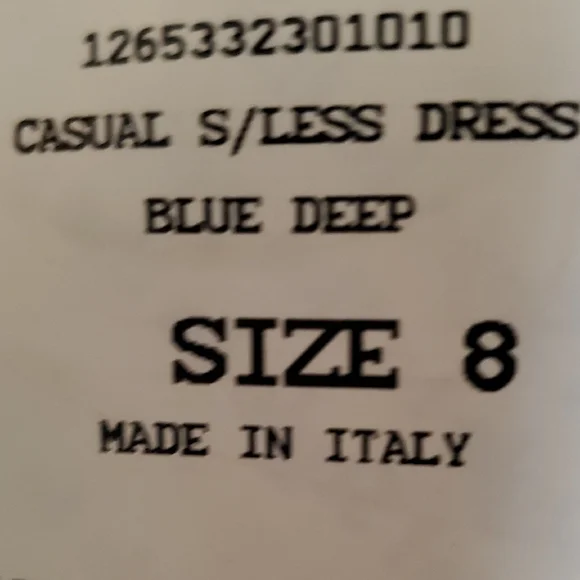 1265332301010
CASUAL S/LESS DRESS
BLUE DEEP
SIZE 8
MADE IN ITALY